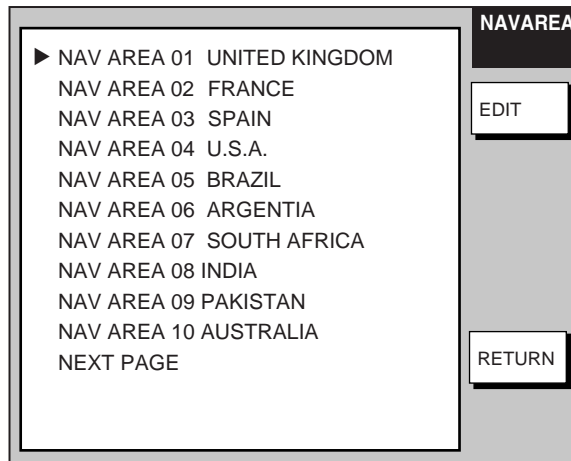 NAVAREA
▶ NAV AREA 01 UNITED KINGDOM
NAV AREA 02 FRANCE
NAV AREA 03 SPAIN
NAV AREA 04 U.S.A.
NAV AREA 05 BRAZIL
NAV AREA 06 ARGENTIA
NAV AREA 07 SOUTH AFRICA
NAV AREA 08 INDIA
NAV AREA 09 PAKISTAN
NAV AREA 10 AUSTRALIA
NEXT PAGE
EDIT
RETURN